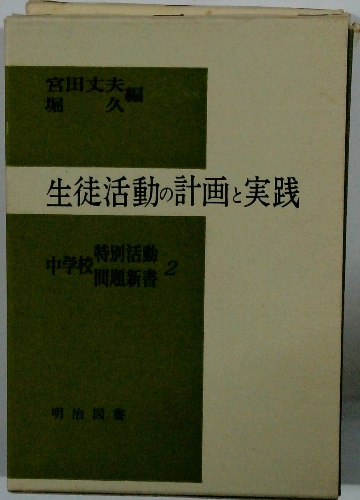 宮田丈夫
堀久編
生徒活動の計画と実践
中学校特別活動
問題新書2
明治図書